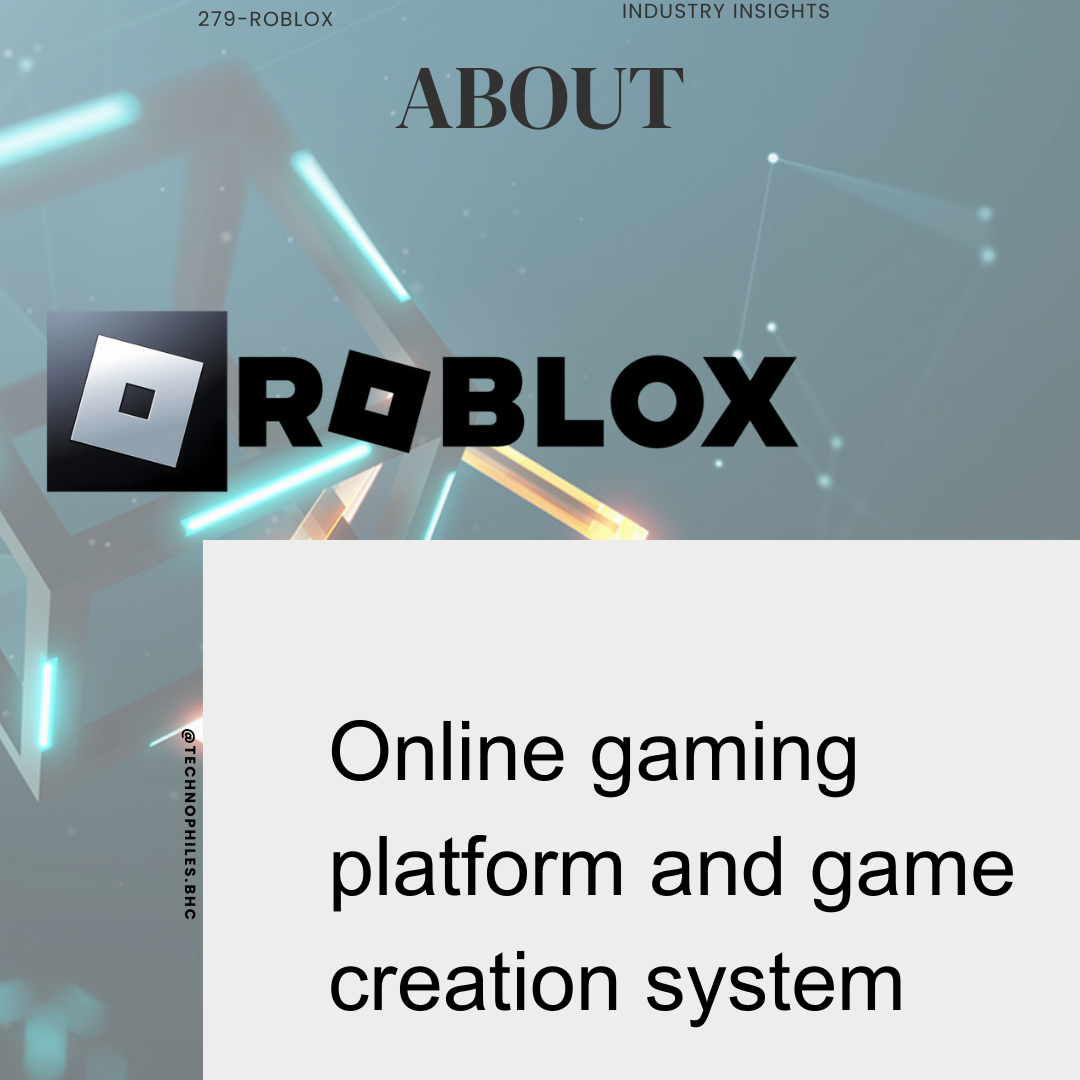 279-ROBLOX
INDUSTRY INSIGHTS
ABOUT
ROBLOX
@TECHNOPHILES.BHC
Online gaming
platform and game
creation system